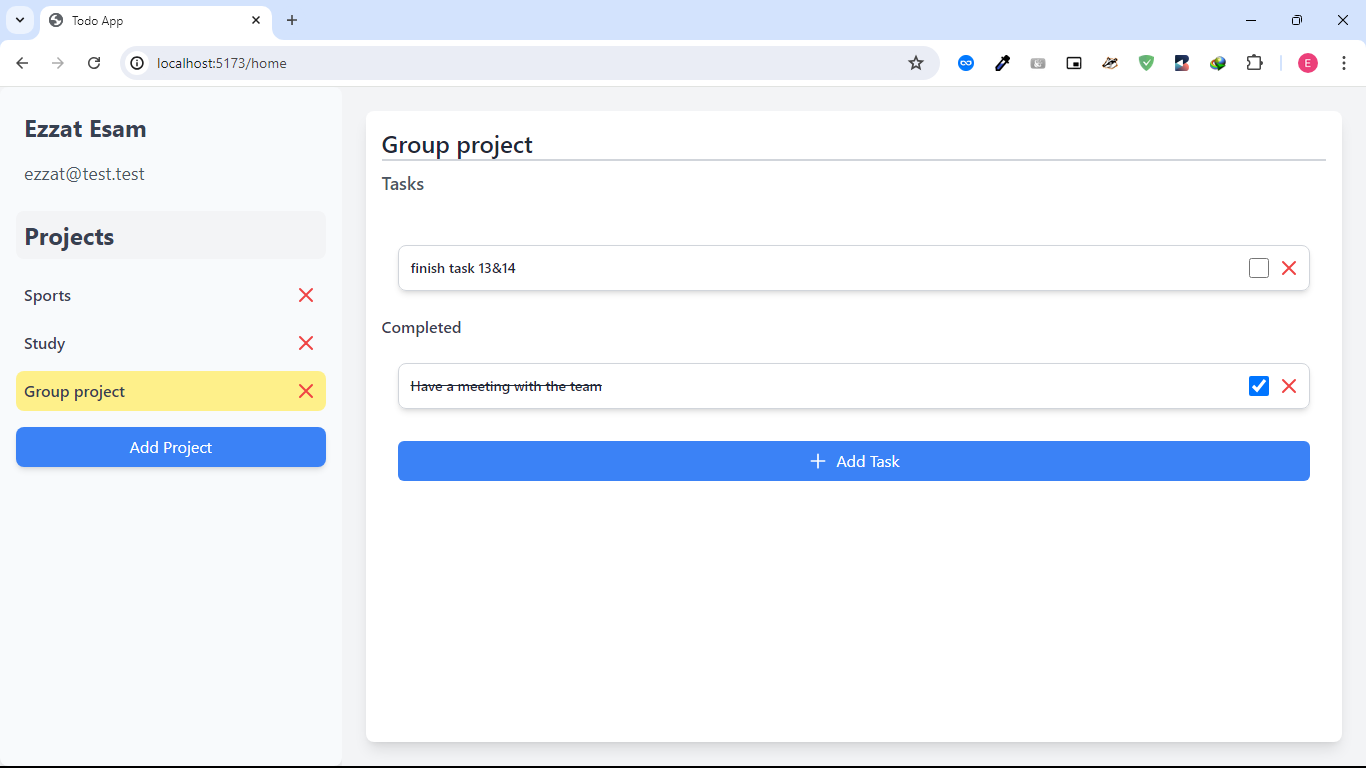 Todo App
localhost:5173/home
E
Ezzat Esam
ezzat@test.test
Projects
Sports
Study
Group project
Add Project
Group project
Tasks
finish task 13&14
Completed
Have a meeting with the team
Add Task